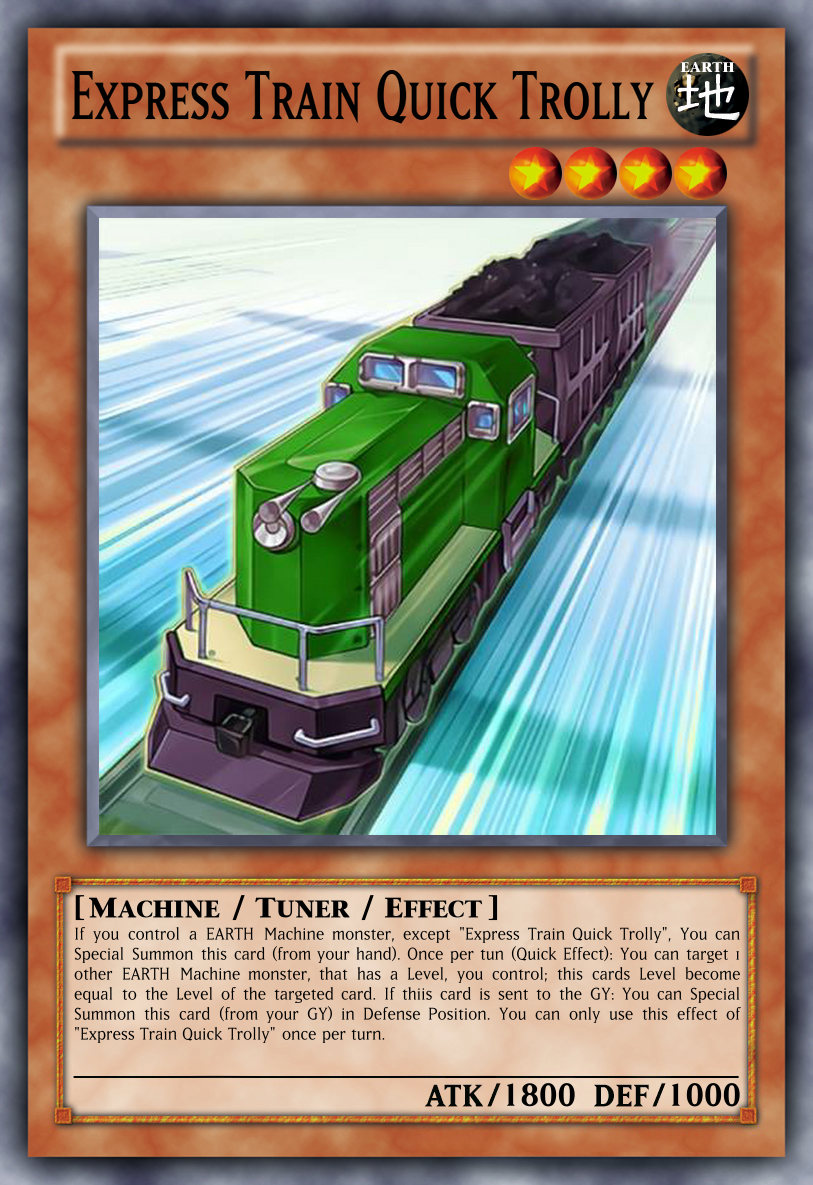 Express Train Quick Trolly
EARTH
地
[Machine / Tuner / Effect]
If you control a EARTH Machine monster, except "Express Train Quick Trolly", You can
Special Summon this card (from your hand). Once per tun (Quick Effect): You can target 1
other EARTH Machine monster, that has a Level, you control; this cards Level become
equal to the Level of the targeted card. If thiis card is sent to the GY: You can Special
Summon this card (from your GY) in Defense Position. You can only use this effect of
"Express Train Quick Trolly" once per turn.
ATK/1800 DEF/1000